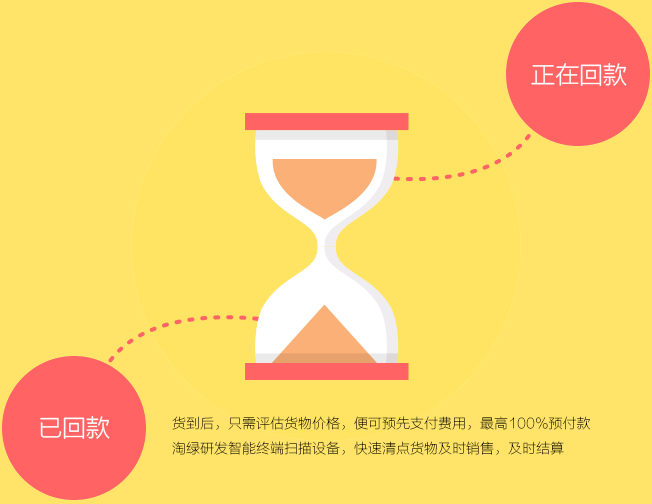 正在回款
已回款
货到后，只需评估货物价格，便可预先支付费用，最高100%预付款
淘绿研发智能终端扫描设备，快速清点货物及时销售，及时结算